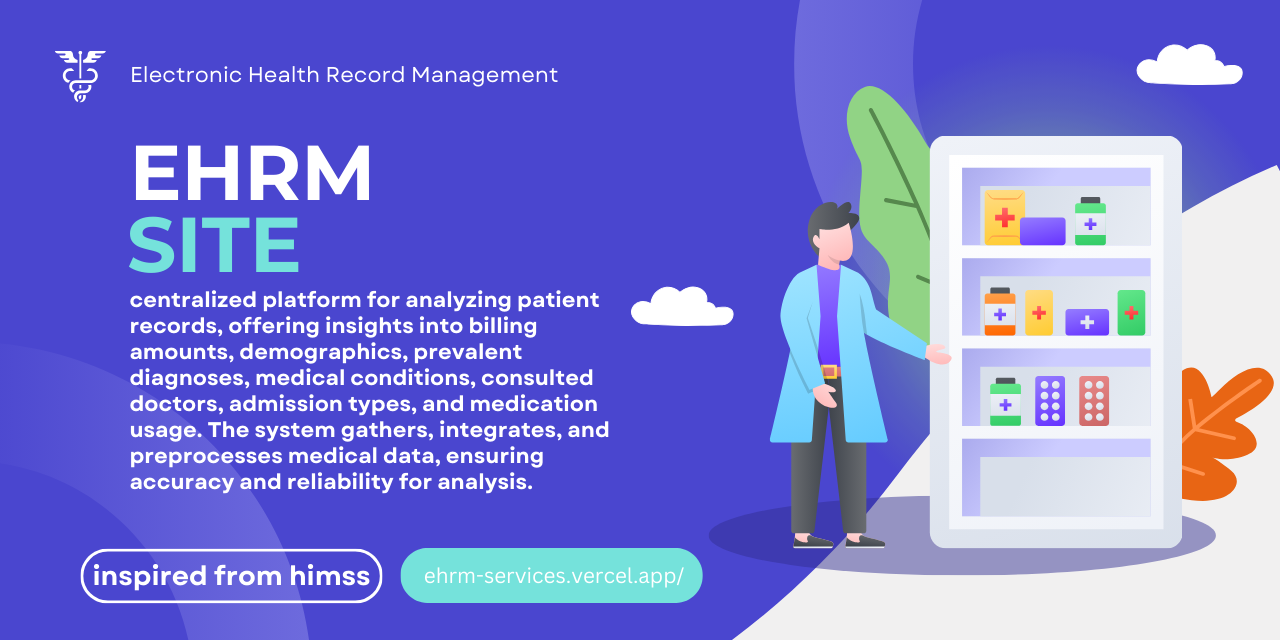 Electronic Health Record Management
EHRM
SITE
centralized platform for analyzing patient
records, offering insights into billing
amounts, demographics, prevalent
diagnoses, medical conditions, consulted
doctors, admission types, and medication
usage. The system gathers, integrates, and
preprocesses medical data, ensuring
accuracy and reliability for analysis.
inspired from himss
ehrm-services.vercel.app/